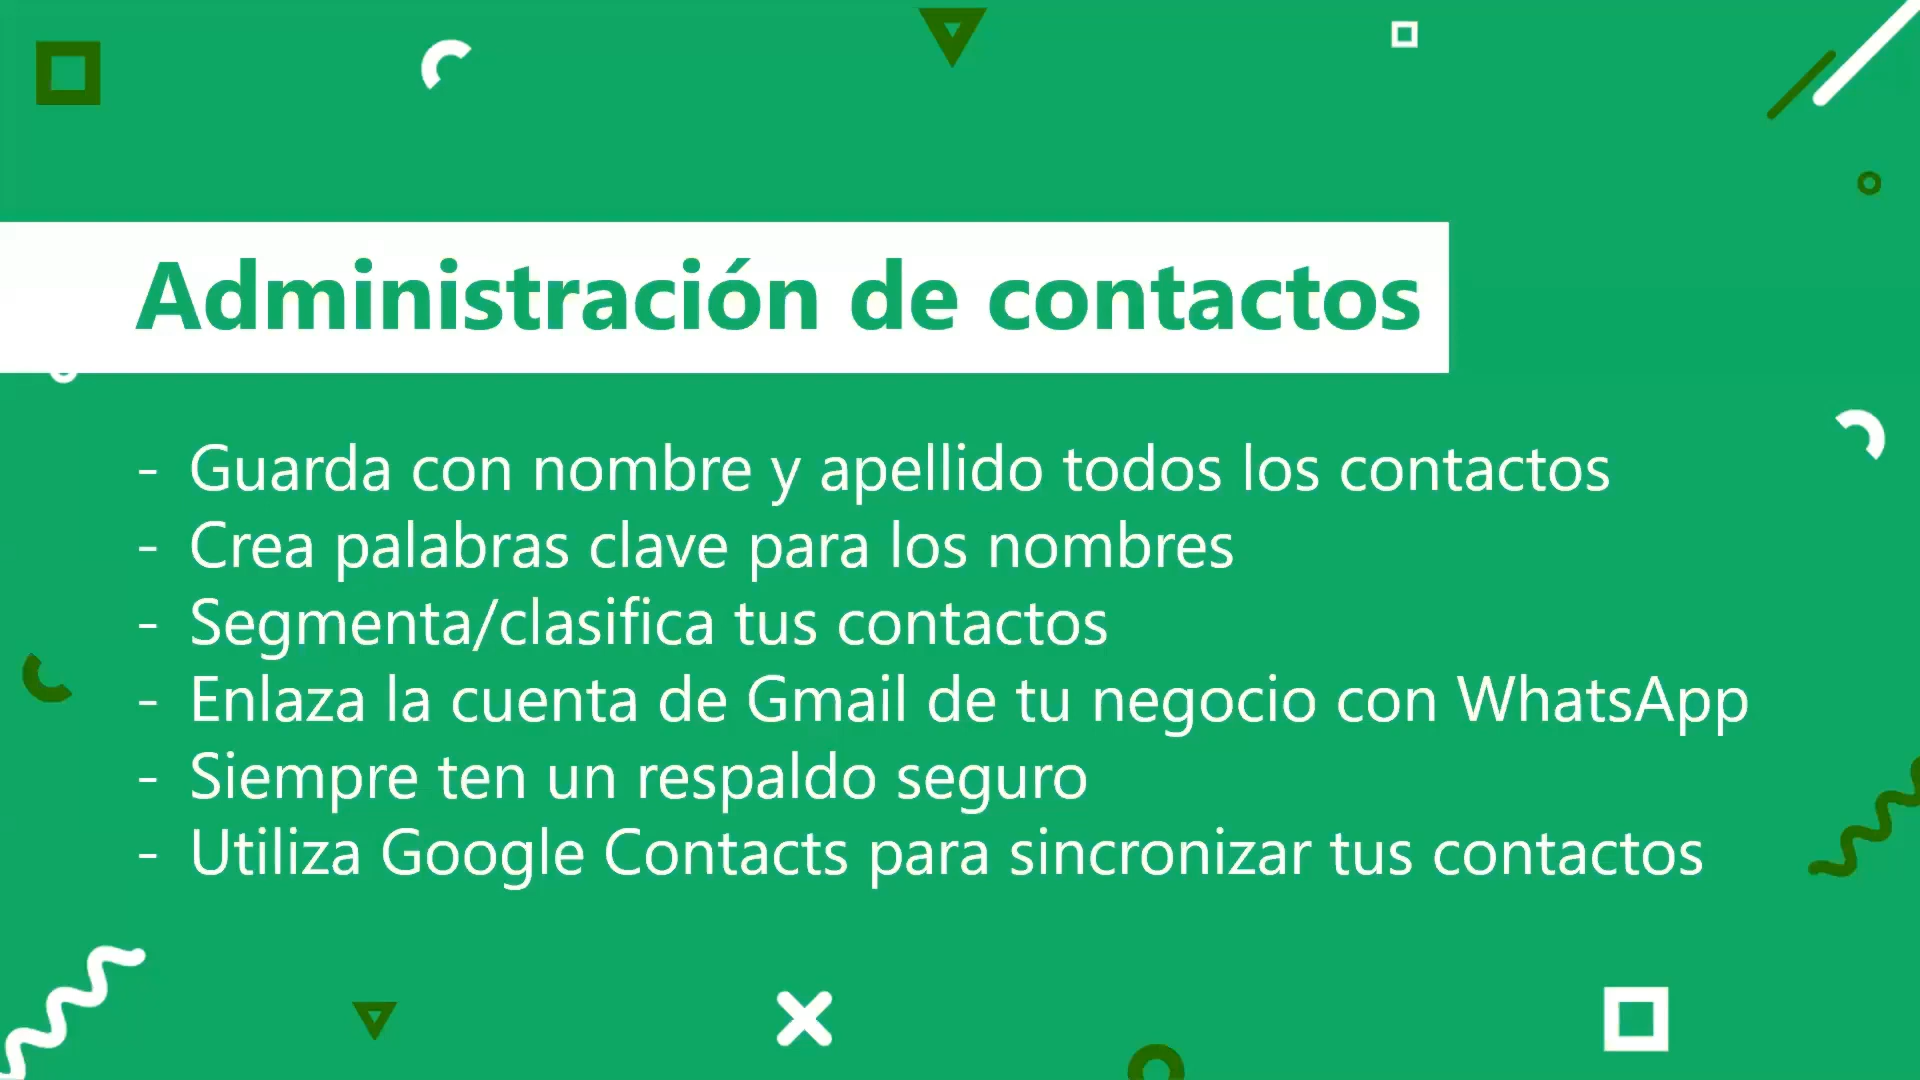 Administración de contactos
- Guarda con nombre y apellido todos los contactos
- Crea palabras clave para los nombres
- Segmenta/clasifica tus contactos
- Enlaza la cuenta de Gmail de tu negocio con WhatsApp
- Siempre ten un respaldo seguro
- Utiliza Google Contacts para sincronizar tus contactos